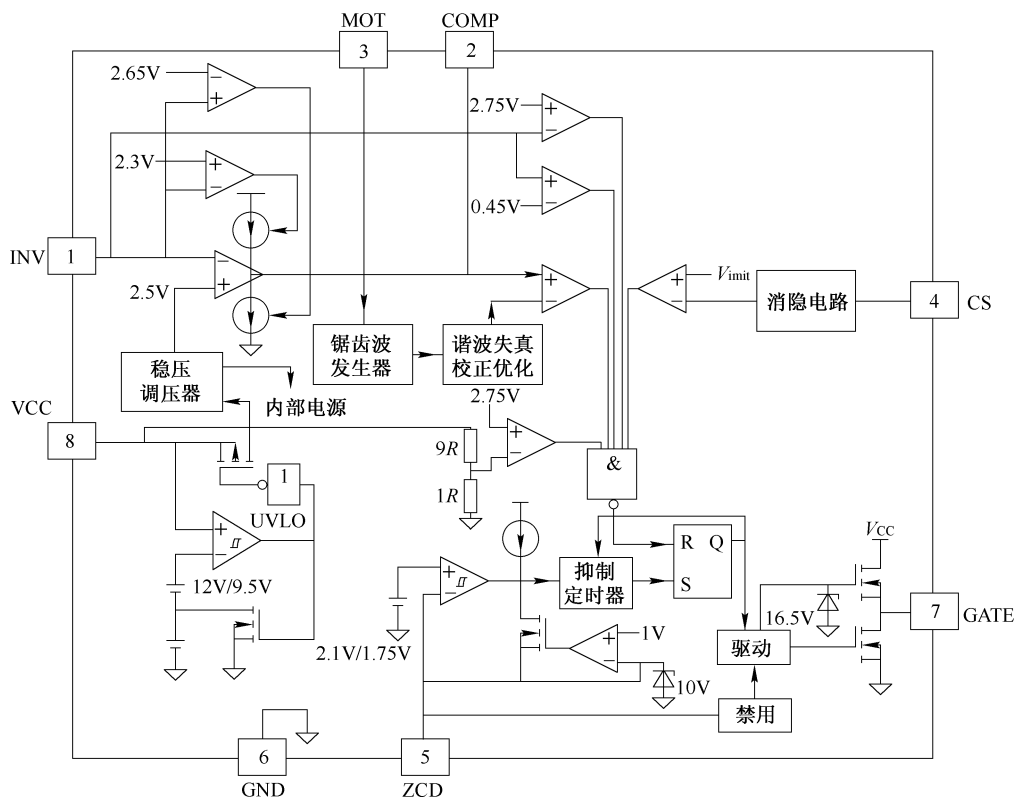 MOT
COMP
3
2
2.65V
−
+
2.75V
+
−
2.3V
+
−
+
−
0.45V
INV
1
−
+
2.5V
+
−
−
+
Vimit
消隐电路
4
CS
稳压
调压器
锯齿波
发生器
谐波失真
校正优化
内部电源
2.75V
VCC
8
9R
+
−
&
1R
1
UVLO
+
−
12V/9.5V
R Q
S
VCC
+
−
抑制
定时器
16.5V
7
GATE
2.1V/1.75V
+
−
1V
驱动
10V
禁用
6
5
GND
ZCD